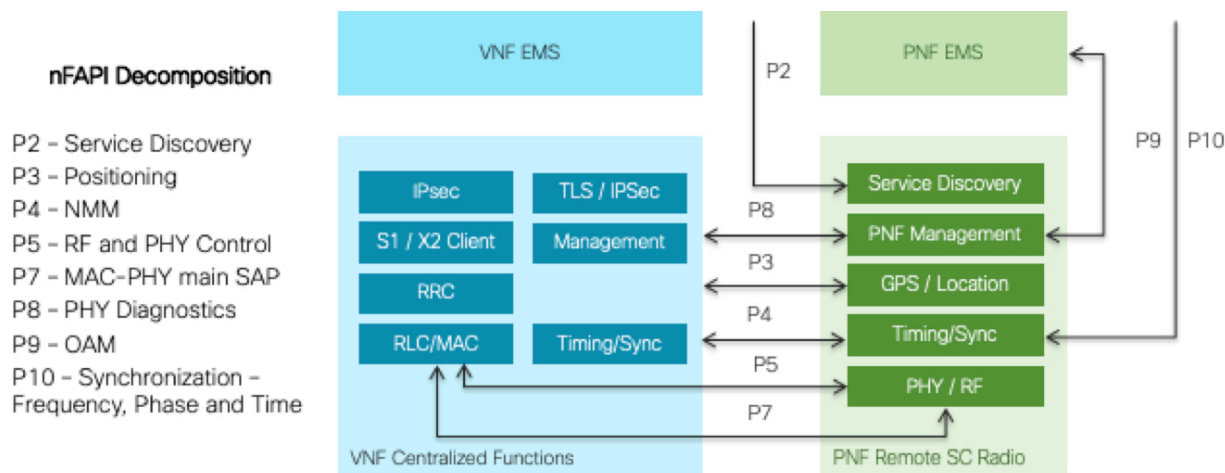 nFAPI Decomposition
P2 – Service Discovery
P3 – Positioning
P4 – NMM
P5 – RF and PHY Control
P7 – MAC-PHY main SAP
P8 – PHY Diagnostics
P9 – OAM
P10 – Synchronization –
Frequency, Phase and Time
VNF EMS
P2
PNF EMS
P9
P10
IPsec
TLS / IPSec
S1 / X2 Client
Management
RRC
RLC/MAC
Timing/Sync
VNF Centralized Functions
P8
P3
P4
P5
P7
Service Discovery
PNF Management
GPS / Location
Timing/Sync
PHY / RF
PNF Remote SC Radio